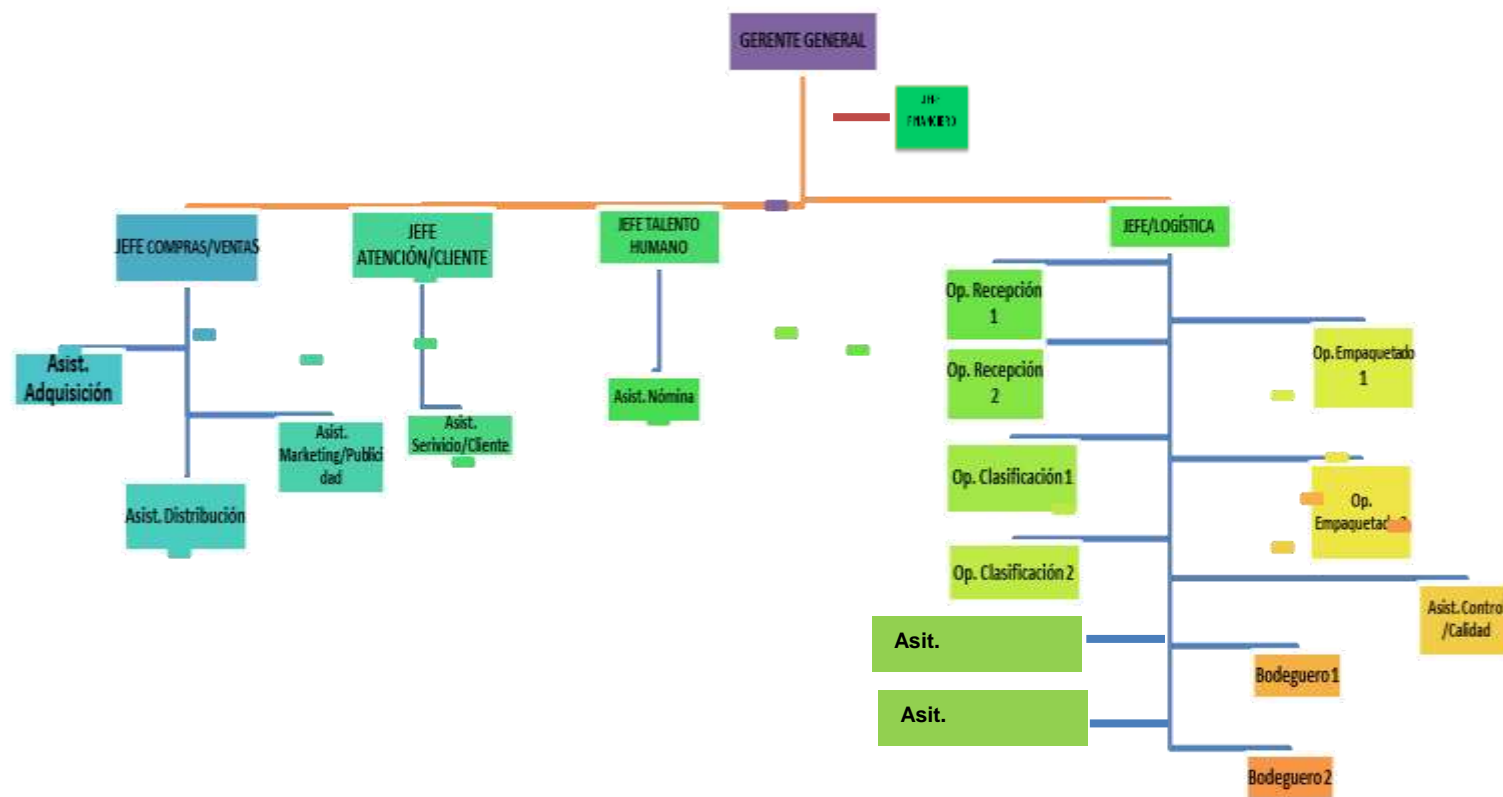 GERENTE GENERAL
JEFE
FINANCIERO
JEFE COMPRAS/VENTAS
JEFE
ATENCIÓN/CLIENTE
JEFE TALENTO
HUMANO
JEFE/LOGÍSTICA
Asist.
Adquisición
Asist.
Marketing/Publici
dad
Asist. Distribución
Asist.
Serivicio/Cliente
Asist. Nómina
Op. Recepción
1
Op. Recepción
2
Op. Clasificación 1
Op. Clasificación 2
Asit.
Asit.
Op. Empaquetado
1
Op.
Asist. Contro
/Calidad
Bodeguero 1
Bodeguero 2